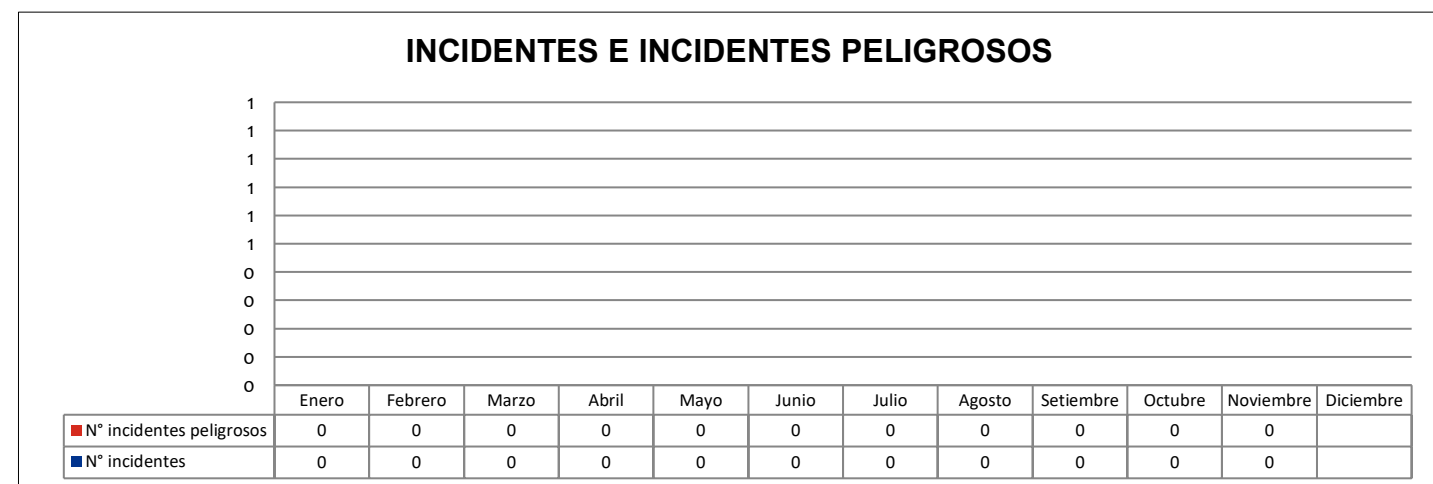 INCIDENTES E INCIDENTES PELIGROSOS
1
1
1
1
1
1
0
0
0
0
0
Enero Febrero Marzo Abril Mayo Junio Julio Agosto Setiembre Octubre Noviembre Diciembre
N° incidentes peligrosos 0 0 0 0 0 0 0 0 0 0 0
N° incidentes 0 0 0 0 0 0 0 0 0 0 0